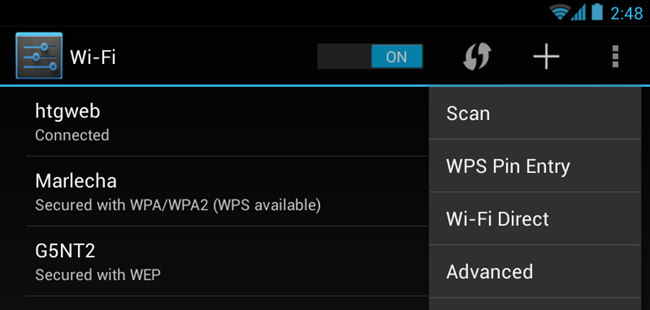 2:48
Wi-Fi
ON
htgweb
Connected
Marlecha
Secured with WPA/WPA2 (WPS available)
G5NT2
Secured with WEP
Scan
WPS Pin Entry
Wi-Fi Direct
Advanced